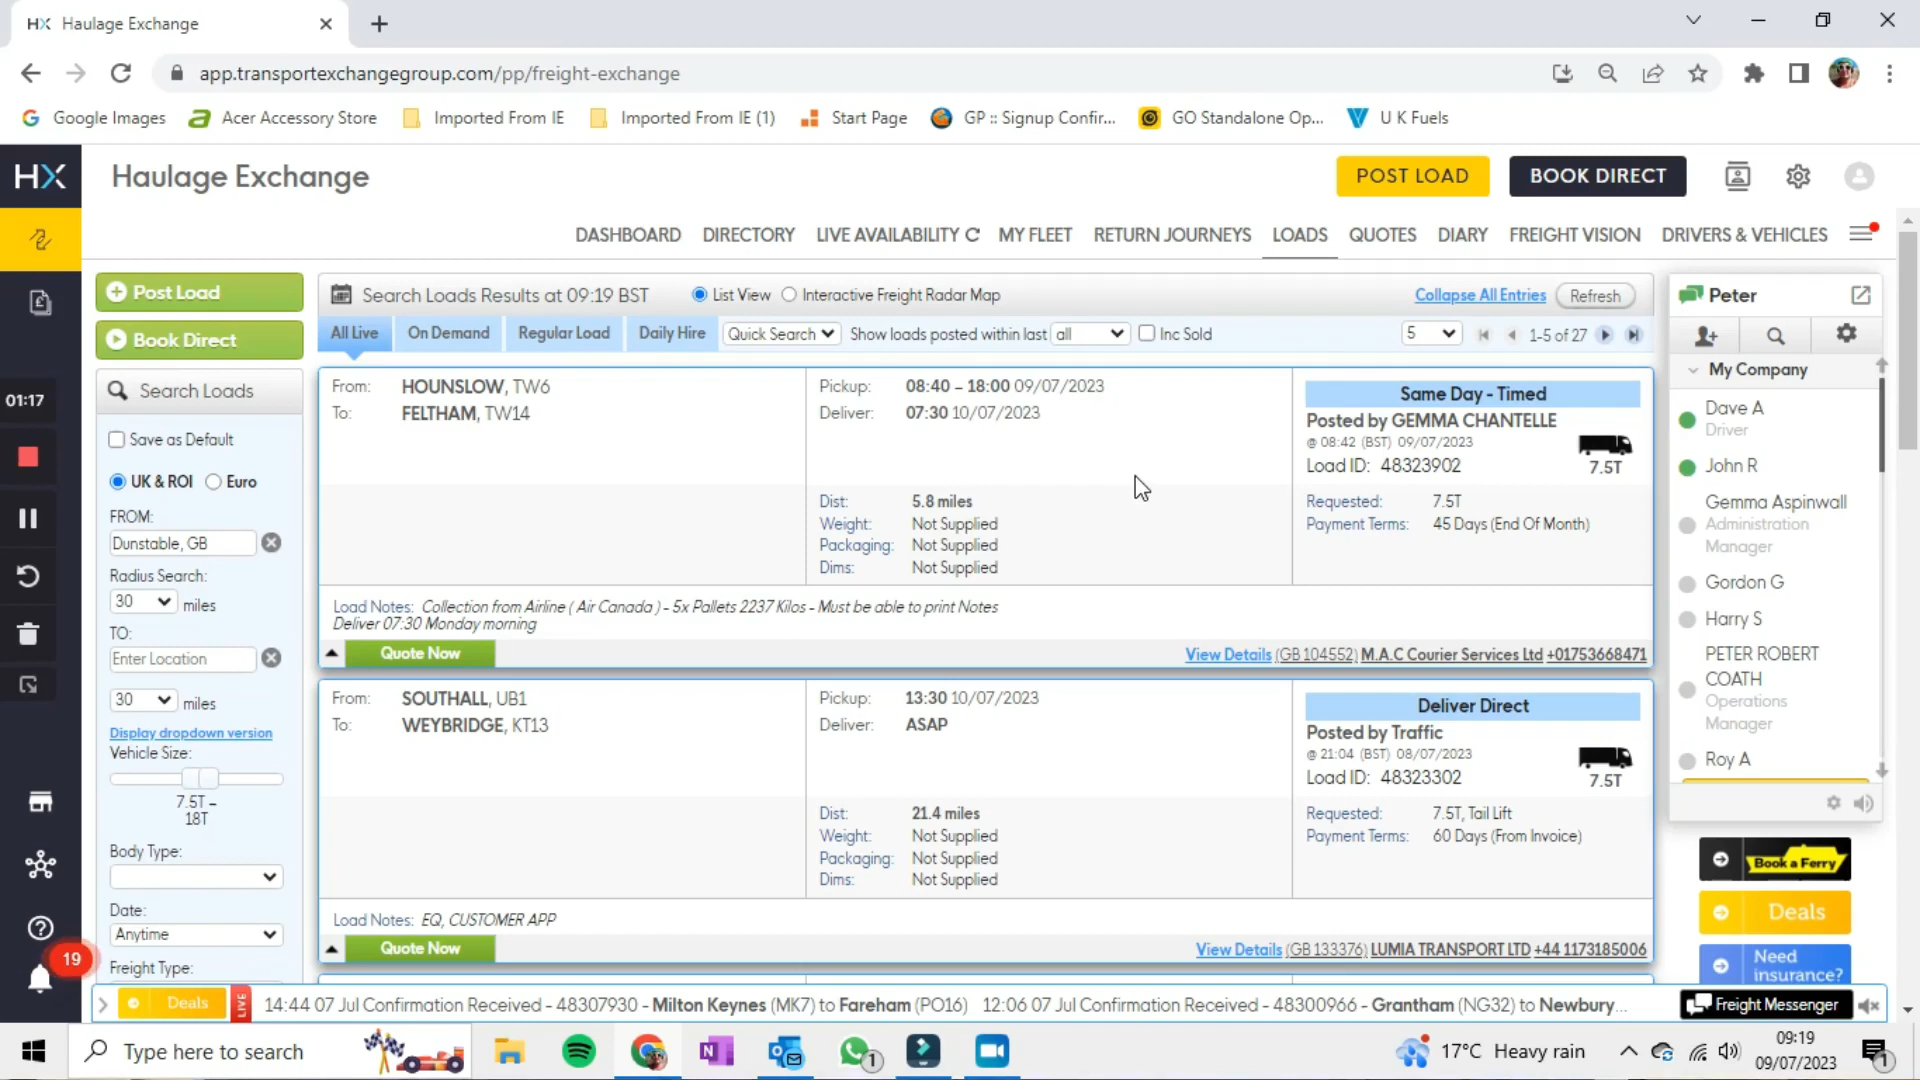 HX Haulage Exchange
app.transportexchangegroup.com/pp/freight-exchange
Google Images Acer Accessory Store Imported From IE Imported From IE (1) Start Page GP :: Signup Confir... GO Standalone Op... U K Fuels
HX Haulage Exchange POST LOAD BOOK DIRECT
DASHBOARD DIRECTORY LIVE AVAILABILITY MY FLEET RETURN JOURNEYS LOADS QUOTES DIARY FREIGHT VISION DRIVERS & VEHICLES
Post Load
Book Direct
01:17
Search Loads
Save as Default
UK & ROI Euro
FROM:
Dunstable, GB
Radius Search:
30 miles
TO:
Enter Location
30 miles
Display dropdown version
Vehicle Size:
7.5T –
18T
Body Type:
Date:
Anytime
Freight Type:
19
Search Loads Results at 09:19 BST List View Interactive Freight Radar Map Collapse All Entries Refresh
All Live On Demand Regular Load Daily Hire Quick Search Show loads posted within last all Inc Sold 5 1-5 of 27
From: HOUNSLOW, TW6
To: FELTHAM, TW14
Pickup: 08:40 – 18:00 09/07/2023
Deliver: 07:30 10/07/2023
Same Day - Timed
Posted by GEMMA CHANTELLE
@ 08:42 (BST) 09/07/2023
Load ID: 48323902
7.5T
Dist: 5.8 miles
Weight: Not Supplied
Packaging: Not Supplied
Dims: Not Supplied
Requested: 7.5T
Payment Terms: 45 Days (End Of Month)
Load Notes: Collection from Airline ( Air Canada ) - 5x Pallets 2237 Kilos - Must be able to print Notes
Deliver 07:30 Monday morning
Quote Now View Details (GB 104552) M.A.C Courier Services Ltd +01753668471
From: SOUTHALL, UB1
To: WEYBRIDGE, KT13
Pickup: 13:30 10/07/2023
Deliver: ASAP
Deliver Direct
Posted by Traffic
@ 21:04 (BST) 08/07/2023
Load ID: 48323302
7.5T
Dist: 21.4 miles
Weight: Not Supplied
Packaging: Not Supplied
Dims: Not Supplied
Requested: 7.5T, Tail Lift
Payment Terms: 60 Days (From Invoice)
Load Notes: EQ, CUSTOMER APP
Quote Now View Details (GB 133376) LUMIA TRANSPORT LTD +44 1173185006
Peter
My Company
Dave A
Driver
John R
Gemma Aspinwall
Administration
Manager
Gordon G
Harry S
PETER ROBERT
COATH
Operations
Manager
Roy A
Book a Ferry
Deals
Need
insurance?
Deals LIVE 14:44 07 Jul Confirmation Received - 48307930 - Milton Keynes (MK7) to Fareham (PO16) 12:06 07 Jul Confirmation Received - 48300966 - Grantham (NG32) to Newbury... Freight Messenger
Type here to search 1 17°C Heavy rain 09:19
09/07/2023 1